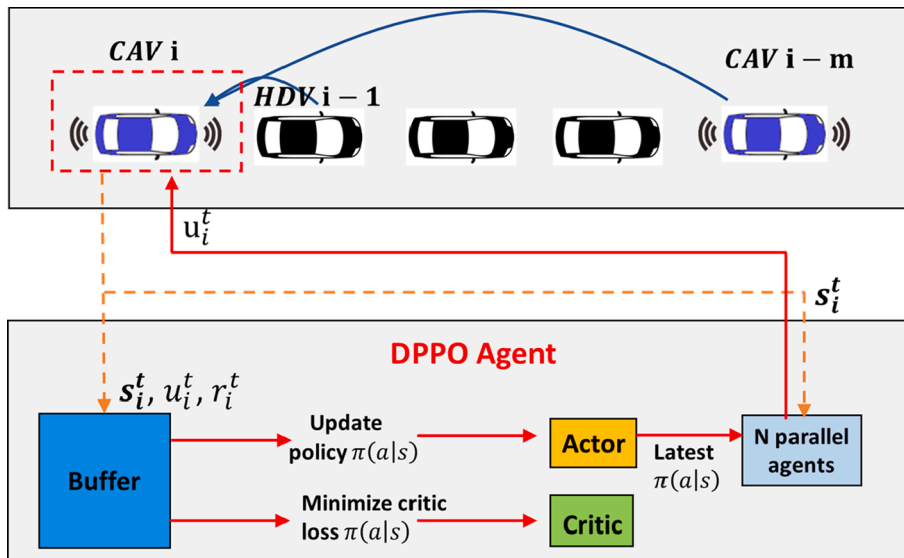 CAV i
HDV i − 1
CAV i − m
u_i^t
s_i^t
DPPO Agent
s_i^t, u_i^t, r_i^t
Buffer
Update
policy π(a|s)
Actor
Latest
π(a|s)
N parallel
agents
Minimize critic
loss π(a|s)
Critic